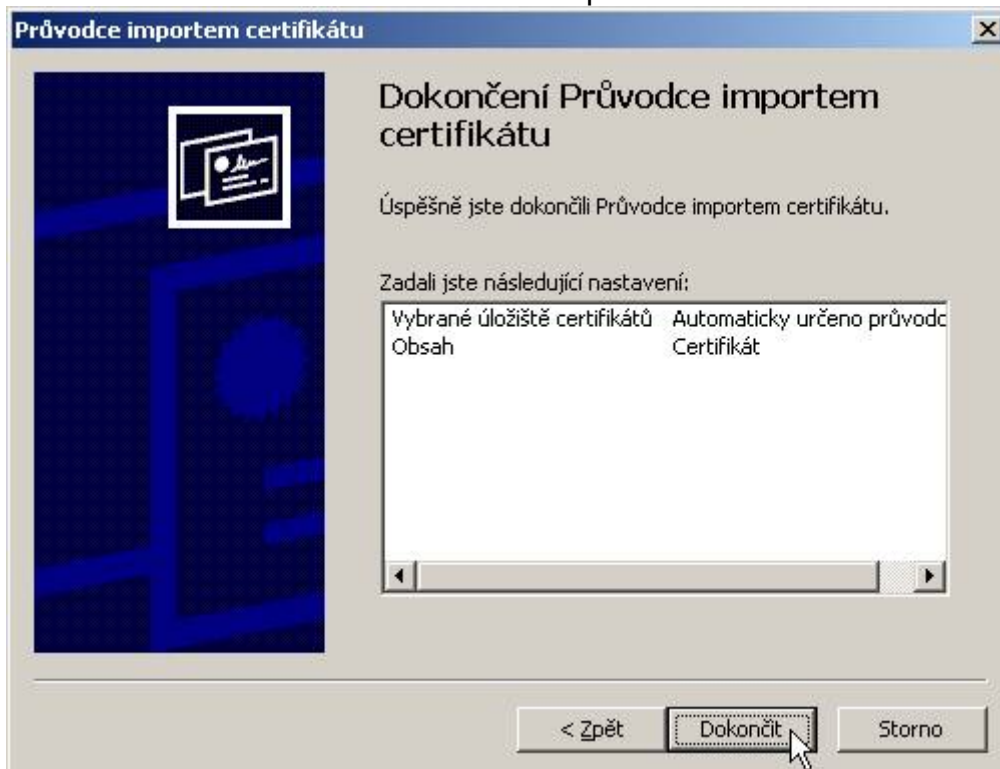 Průvodce importem certifikátu
Dokončení Průvodce importem
certifikátu
Úspěšně jste dokončili Průvodce importem certifikátu.
Zadali jste následující nastavení:
Vybrané úložiště certifikátů Automaticky určeno průvodc
Obsah Certifikát
< Zpět Dokončit Storno